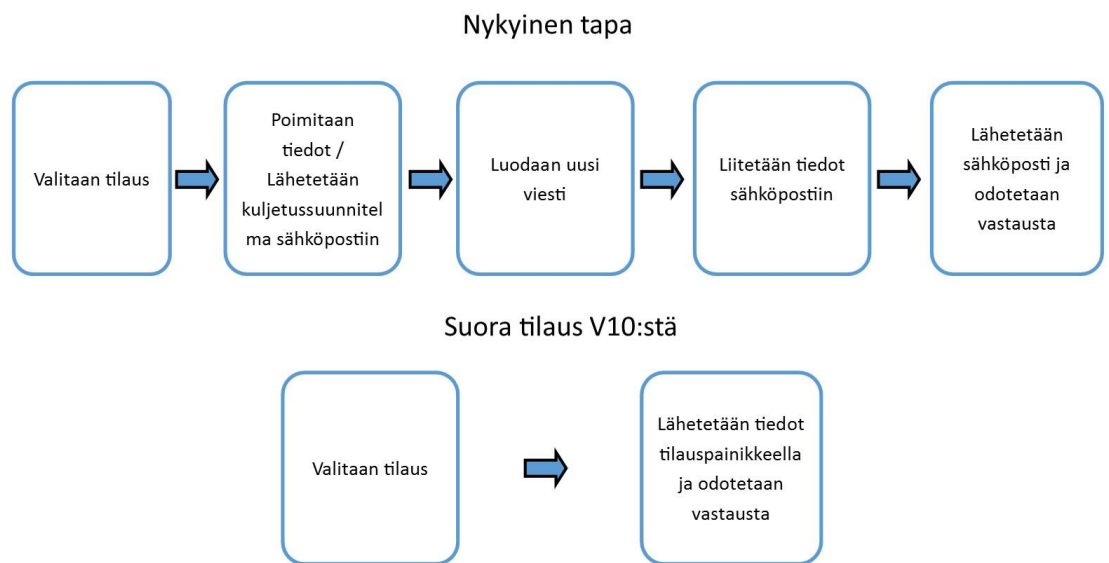 Nykyinen tapa
Valitaan tilaus
Poimitaan
tiedot /
Lähetetään
kuljetussuunnitel
ma sähköpostiin
Luodaan uusi
viesti
Liitetään tiedot
sähköpostiin
Lähetetään
sähköposti ja
odotetaan
vastausta
Suora tilaus V10:stä
Valitaan tilaus
Lähetetään tiedot
tilauspainikkeella
ja odotetaan
vastausta